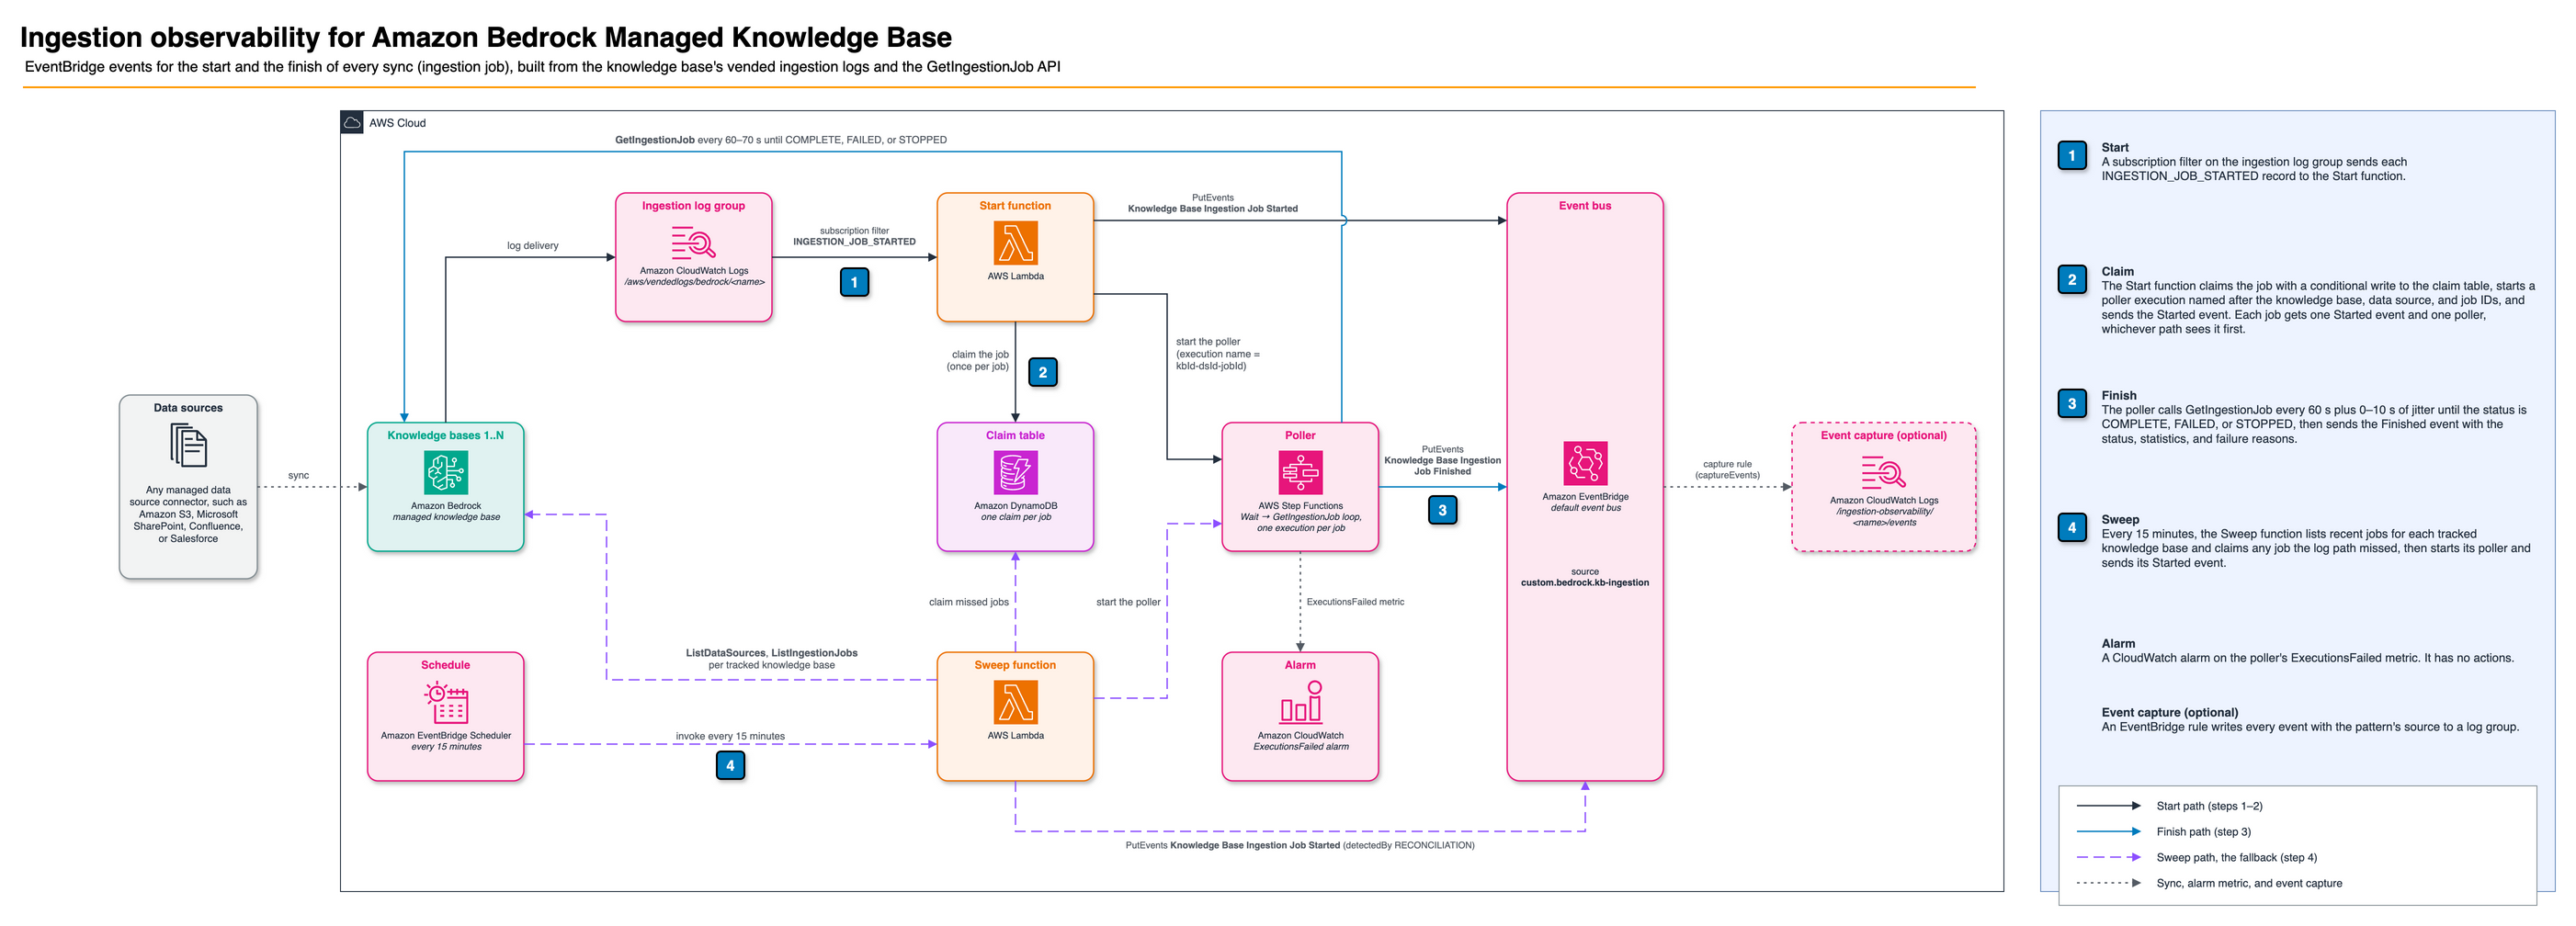 Ingestion observability for Amazon Bedrock Managed Knowledge Base
EventBridge events for the start and the finish of every sync (ingestion job), built from the knowledge base's vended ingestion logs and the GetIngestionJob API
AWS Cloud
GetIngestionJob every 60–70 s until COMPLETE, FAILED, or STOPPED
Ingestion log group
Amazon CloudWatch Logs
/aws/vendedlogs/bedrock/<name>
log delivery
subscription filter
INGESTION_JOB_STARTED
1
Start function
AWS Lambda
PutEvents
Knowledge Base Ingestion Job Started
claim the job
(once per job)
2
start the poller
(execution name =
kbId-dsId-jobId)
Data sources
Any managed data
source connector, such as
Amazon S3, Microsoft
SharePoint, Confluence,
or Salesforce
sync
Knowledge bases 1..N
Amazon Bedrock
managed knowledge base
Claim table
Amazon DynamoDB
one claim per job
Poller
AWS Step Functions
Wait → GetIngestionJob loop,
one execution per job
PutEvents
Knowledge Base Ingestion
Job Finished
3
Event bus
Amazon EventBridge
default event bus
source
custom.bedrock.kb-ingestion
capture rule
(captureEvents)
Event capture (optional)
Amazon CloudWatch Logs
/ingestion-observability/
<name>/events
claim missed jobs
start the poller
ExecutionsFailed metric
ListDataSources, ListIngestionJobs
per tracked knowledge base
Schedule
Amazon EventBridge Scheduler
every 15 minutes
invoke every 15 minutes
4
Sweep function
AWS Lambda
Alarm
Amazon CloudWatch
ExecutionsFailed alarm
PutEvents Knowledge Base Ingestion Job Started (detectedBy RECONCILIATION)
1
Start
A subscription filter on the ingestion log group sends each
INGESTION_JOB_STARTED record to the Start function.
2
Claim
The Start function claims the job with a conditional write to the claim table, starts a
poller execution named after the knowledge base, data source, and job IDs, and
sends the Started event. Each job gets one Started event and one poller,
whichever path sees it first.
3
Finish
The poller calls GetIngestionJob every 60 s plus 0–10 s of jitter until the status is
COMPLETE, FAILED, or STOPPED, then sends the Finished event with the
status, statistics, and failure reasons.
4
Sweep
Every 15 minutes, the Sweep function lists recent jobs for each tracked
knowledge base and claims any job the log path missed, then starts its poller and
sends its Started event.
Alarm
A CloudWatch alarm on the poller's ExecutionsFailed metric. It has no actions.
Event capture (optional)
An EventBridge rule writes every event with the pattern's source to a log group.
Start path (steps 1–2)
Finish path (step 3)
Sweep path, the fallback (step 4)
Sync, alarm metric, and event capture